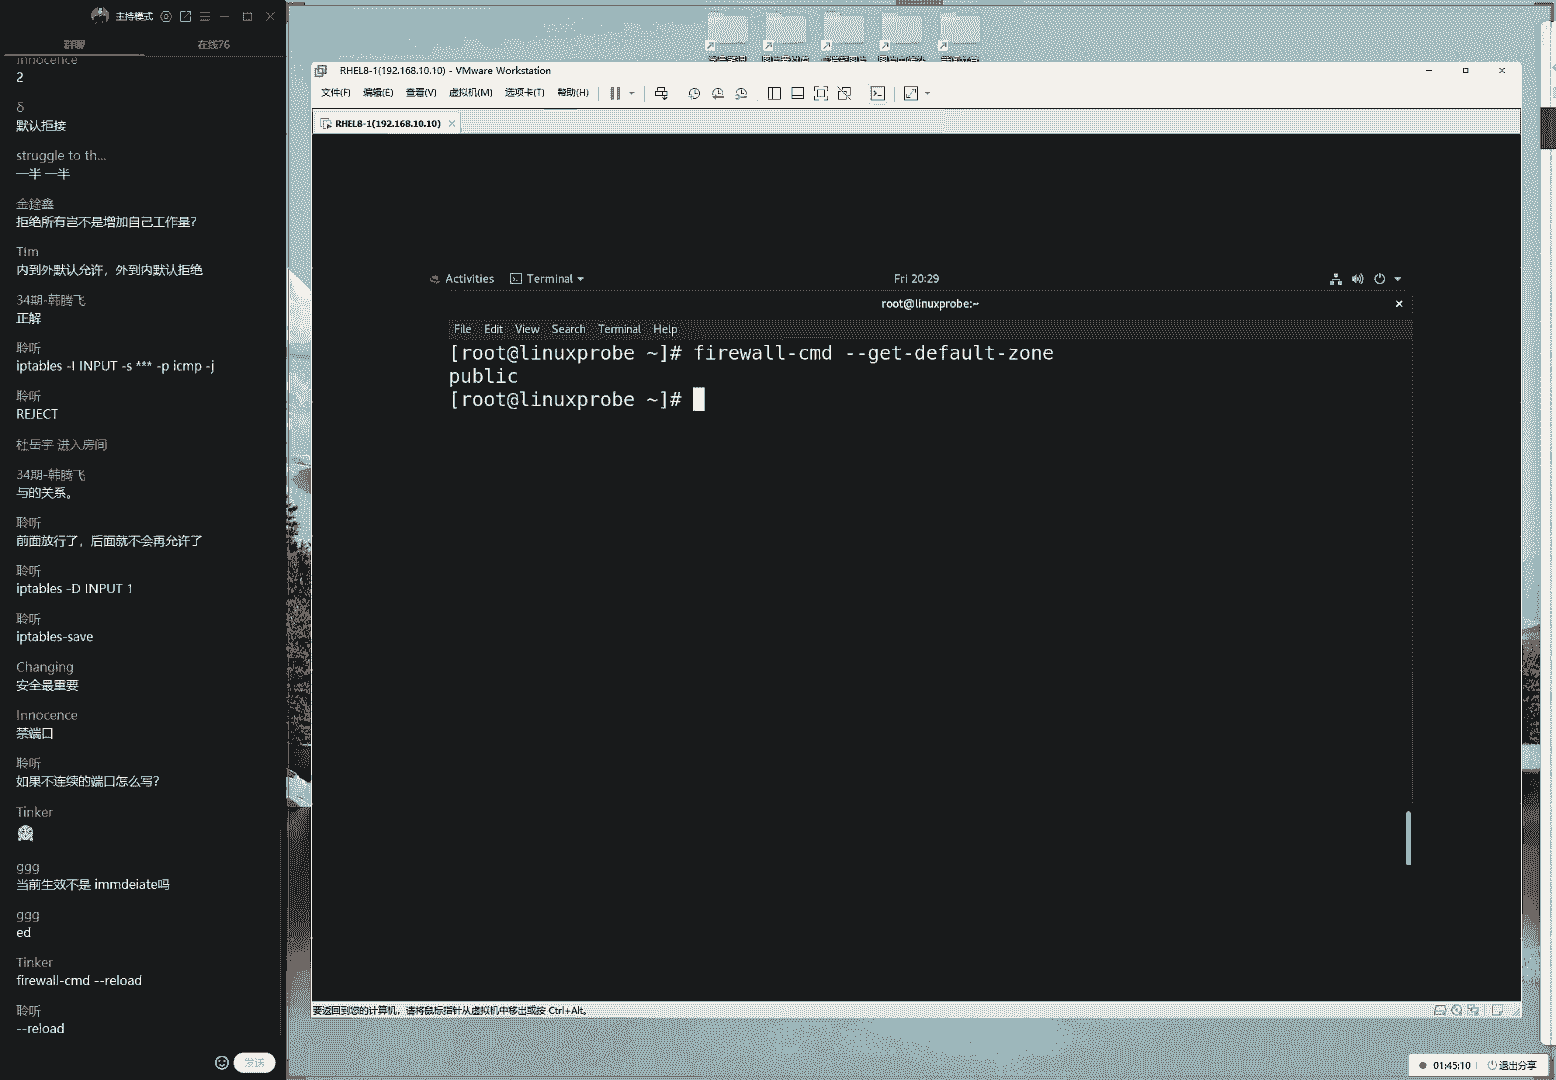 主持模式
群聊
在线76
Innocence
2
δ
默认拒接
struggle to th...
一半 一半
金鍂鑫
拒绝所有岂不是增加自己工作量?
Tim
内到外默认允许，外到内默认拒绝
34期-韩腾飞
正解
聆听
iptables -I INPUT -s *** -p icmp -j
聆听
REJECT
杜岳宇 进入房间
34期-韩腾飞
与的关系。
聆听
前面放行了，后面就不会再允许了
聆听
iptables -D INPUT 1
聆听
iptables-save
Changing
安全最重要
Innocence
禁端口
聆听
如果不连续的端口怎么写?
Tinker
ggg
当前生效不是 immdeiate吗
ggg
ed
Tinker
firewall-cmd --reload
聆听
--reload
发送
RHEL8-1(192.168.10.10) - VMware Workstation
文件(F) 编辑(E) 查看(V) 虚拟机(M) 选项卡(T) 帮助(H)
RHEL8-1(192.168.10.10)
Activities Terminal Fri 20:29
root@linuxprobe:~
File Edit View Search Terminal Help
[root@linuxprobe ~]# firewall-cmd --get-default-zone
public
[root@linuxprobe ~]#
要返回到您的计算机，请将鼠标指针从虚拟机中移出或按 Ctrl+Alt。
01:45:10 退出分享